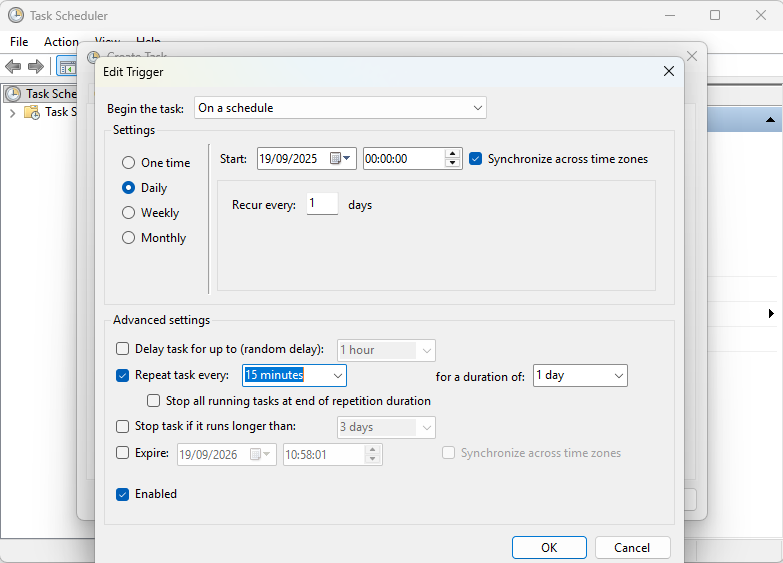 Task Scheduler
File Action View Help
Create Task
Edit Trigger
Task Sche
Task S
Begin the task: On a schedule
Settings
One time
Daily
Weekly
Monthly
Start: 19/09/2025 00:00:00 Synchronize across time zones
Recur every: 1 days
Advanced settings
Delay task for up to (random delay): 1 hour
Repeat task every: 15 minutes for a duration of: 1 day
Stop all running tasks at end of repetition duration
Stop task if it runs longer than: 3 days
Expire: 19/09/2026 10:58:01 Synchronize across time zones
Enabled
OK Cancel